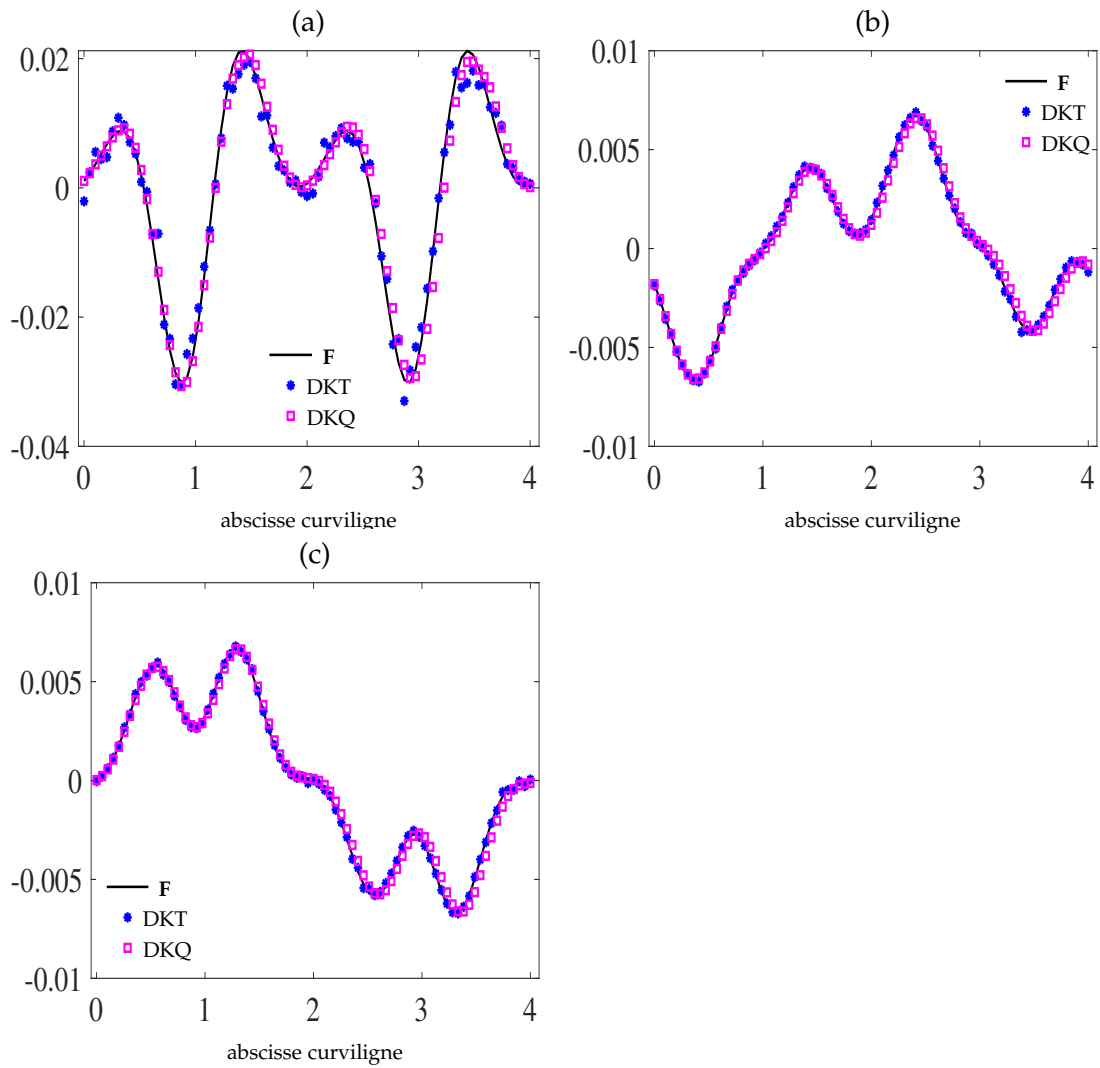 (a)
0.02
0
-0.02
-0.04
F
DKT
DKQ
0 1 2 3 4
abscisse curviligne
(b)
0.01
0.005
0
-0.005
-0.01
F
DKT
DKQ
0 1 2 3 4
abscisse curviligne
(c)
0.01
0.005
0
-0.005
-0.01
F
DKT
DKQ
0 1 2 3 4
abscisse curviligne